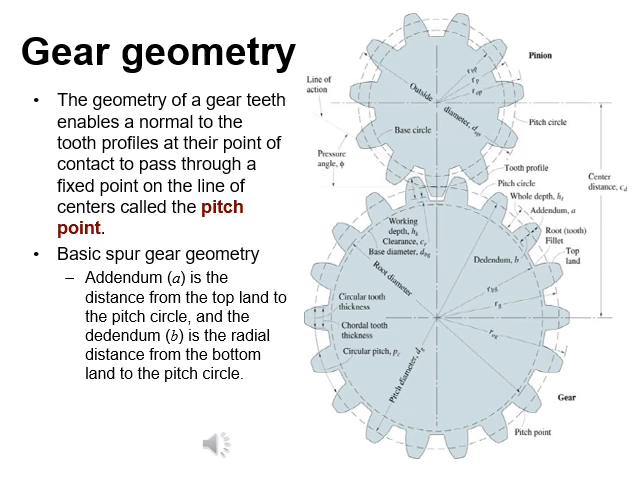 Gear geometry
• The geometry of a gear teeth
enables a normal to the
tooth profiles at their point of
contact to pass through a
fixed point on the line of
centers called the pitch
point.
• Basic spur gear geometry
– Addendum (a) is the
distance from the top land to
the pitch circle, and the
dedendum (b) is the radial
distance from the bottom
land to the pitch circle.
Pinion
Line of
action
Outside
diameter, dop
rbp
rp
rop
Base circle
Pitch circle
Pressure
angle, ϕ
Tooth profile
Pitch circle
Whole depth, ht
Addendum, a
Center
distance, cd
Root (tooth)
Fillet
Top
land
Working
depth, hk
Clearance, cr
Base diameter, dbg
Dedendum, b
Root diameter
rbg
rg
rog
Circular tooth
thickness
Chordal tooth
thickness
Circular pitch, pc
Pitch diameter, dg
Gear
Pitch point